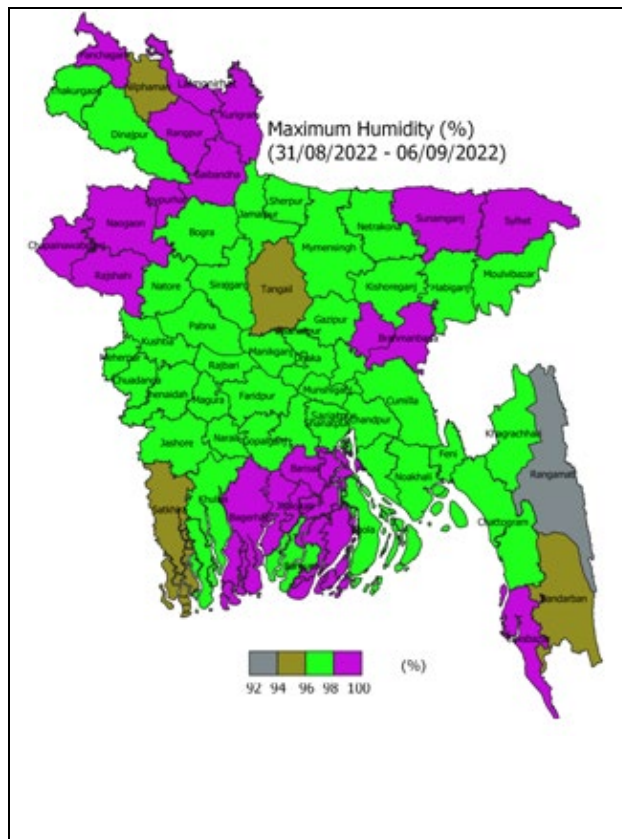 Panchagarh
Lalmonirhat
Nilphamari
Thakurgaon
Kurigram
Dinajpur
Rangpur
Maximum Humidity (%)
(31/08/2022 - 06/09/2022)
Gaibandha
Joypurhat
Sherpur
Jamalpur
Naogaon
Bogra
Mymensingh
Netrakona
Sunamganj
Sylhet
Chapainawabganj
Rajshahi
Natore
Sirajganj
Tangail
Kishoreganj
Habiganj
Moulvibazar
Gazipur
Pabna
Kushtia
Brahmanbaria
Meherpur
Manikganj
Dhaka
Rajbari
Chuadanga
Jhenaidah
Magura
Faridpur
Munshiganj
Cumilla
Shariatpur
Chandpur
Khagrachhari
Jashore
Narail
Gopalganj
Feni
Rangamati
Barisal
Noakhali
Satkhira
Khulna
Bagerhat
Bhola
Chattogram
Bandarban
92 94 96 98 100
(%)